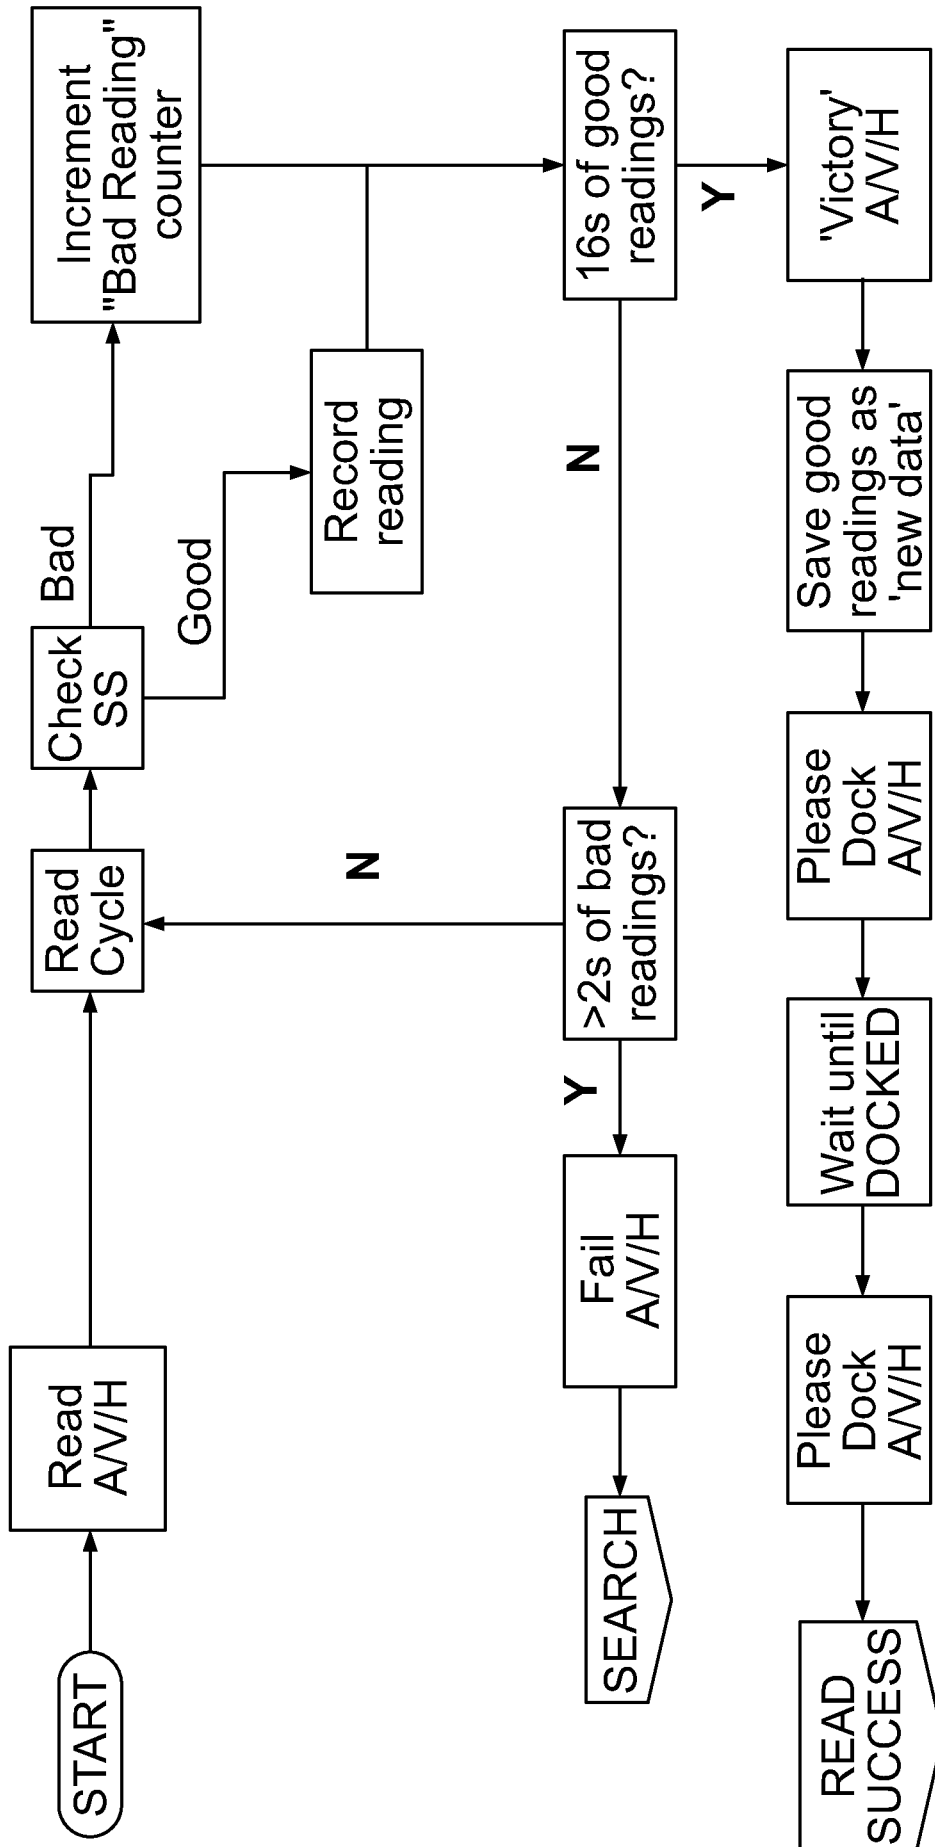 START
Read
A/V/H
Read
Cycle
Check
SS
Bad
Increment
"Bad Reading"
counter
Good
Record
reading
N
SEARCH
Fail
A/V/H
Y
>2s of bad
readings?
N
16s of good
readings?
Y
READ
SUCCESS
Please
Dock
A/V/H
Wait until
DOCKED
Please
Dock
A/V/H
Save good
readings as
'new data'
'Victory'
A/V/H